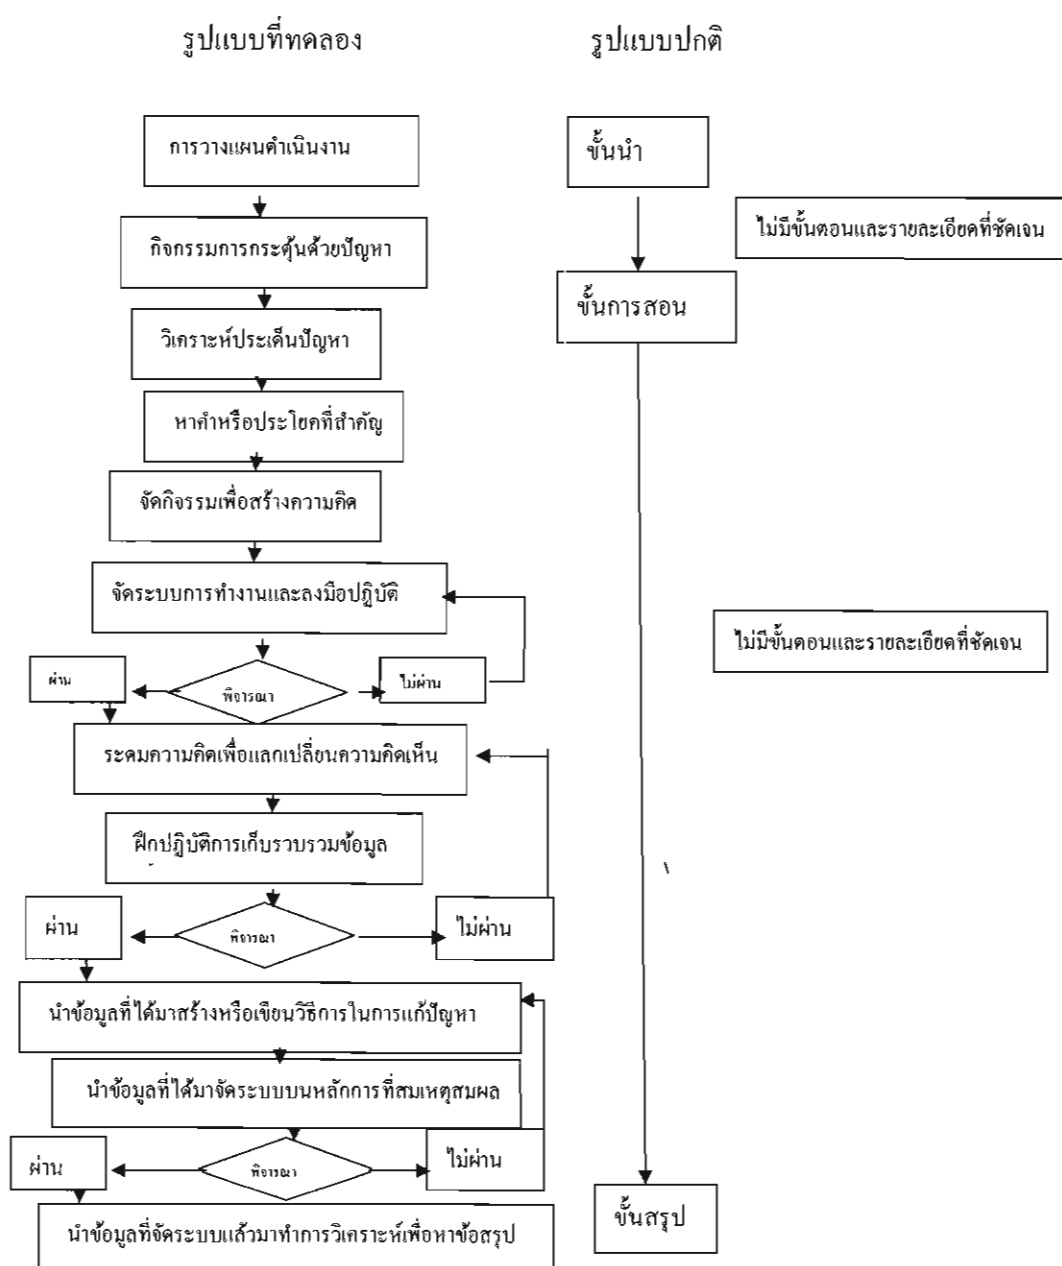 รูปแบบที่ทดลอง
รูปแบบปกติ
การวางแผนดำเนินงาน
ขั้นนำ
กิจกรรมการกระตุ้นด้วยปัญหา
ไม่มีขั้นตอนและรายละเอียดที่ชัดเจน
ขั้นการสอน
วิเคราะห์ประเด็นปัญหา
หาคำหรือประโยคที่สำคัญ
จัดกิจรรมเพื่อสร้างความคิด
จัดระบบการทำงานและลงมือปฎิบัติ
ไม่มีขั้นตอนและรายละเอียดที่ชัดเจน
ผ่าน
พิจารณา
ไม่ผ่าน
ระดมความคิดเพื่อแลกเปลี่ยนความคิดเห็น
ฝึกปฎิบัติการเก็บรวบรวมข้อมูล
ผ่าน
พิจารณา
ไม่ผ่าน
นำข้อมูลที่ได้มาสร้างหรือเขียนวิธีการในการแก้ปัญหา
นำข้อมูลที่ได้มาจัดระบบบนหลักการที่สมเหตุสมผล
ผ่าน
พิจารณา
ไม่ผ่าน
ขั้นสรุป
นำข้อมูลที่จัดระบบแล้วมาทำการวิเคราะห์เพื่อหาข้อสรุป